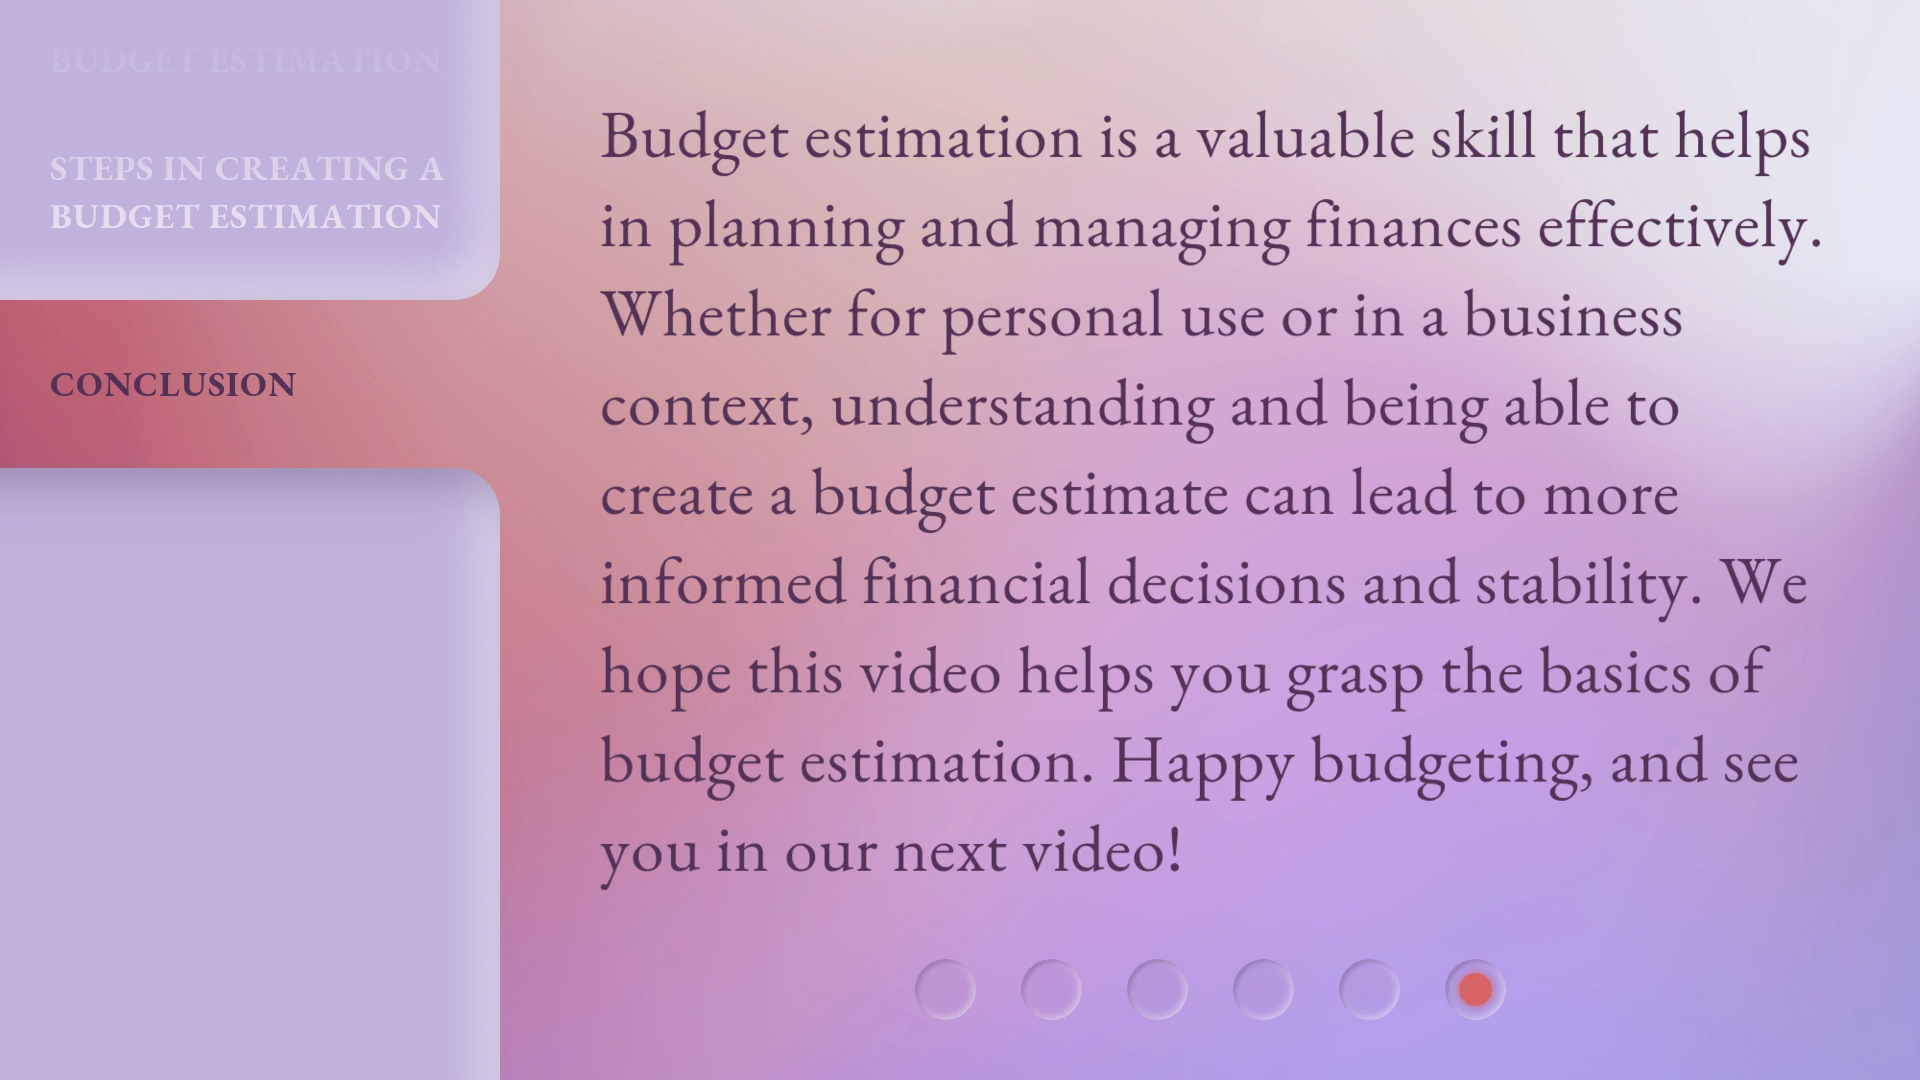 BUDGET ESTIMATION
STEPS IN CREATING A
BUDGET ESTIMATION
CONCLUSION
Budget estimation is a valuable skill that helps
in planning and managing finances effectively.
Whether for personal use or in a business
context, understanding and being able to
create a budget estimate can lead to more
informed financial decisions and stability. We
hope this video helps you grasp the basics of
budget estimation. Happy budgeting, and see
you in our next video!